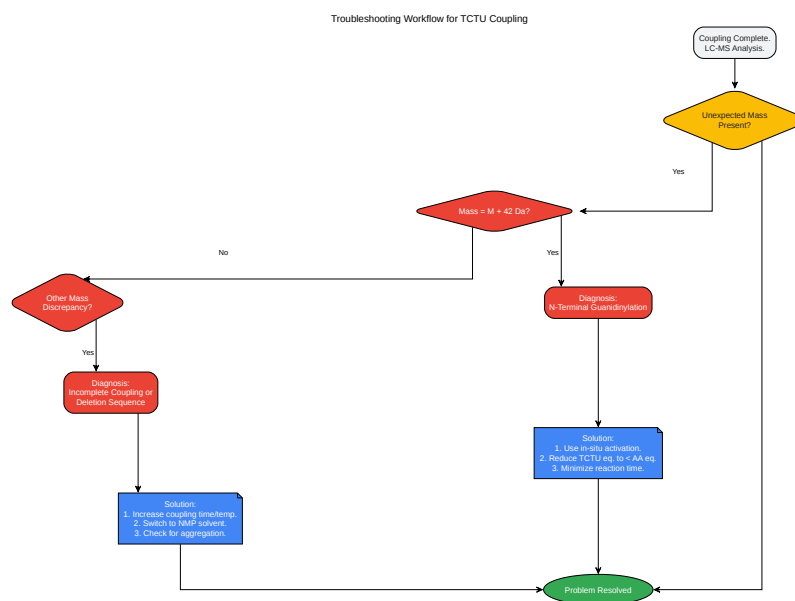 Troubleshooting Workflow for TCTU Coupling
Coupling Complete.
LC-MS Analysis.
Unexpected Mass
Present?
Yes
Mass = M + 42 Da?
No
Yes
Other Mass
Discrepancy?
Diagnosis:
N-Terminal Guanidinylation
Yes
Diagnosis:
Incomplete Coupling or
Deletion Sequence
Solution:
1. Use in-situ activation.
2. Reduce TCTU eq. to < AA eq.
3. Minimize reaction time.
Solution:
1. Increase coupling time/temp.
2. Switch to NMP solvent.
3. Check for aggregation.
Problem Resolved